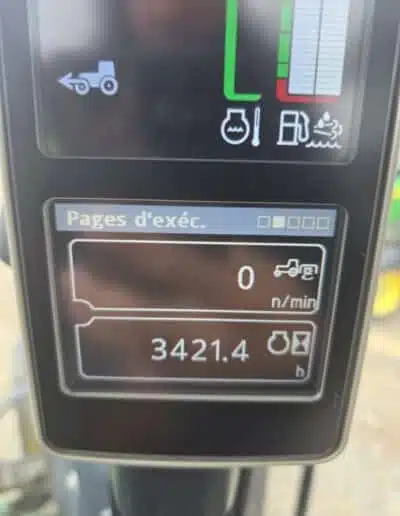 Pages d'exéc.
0
n/min
3421.4
h